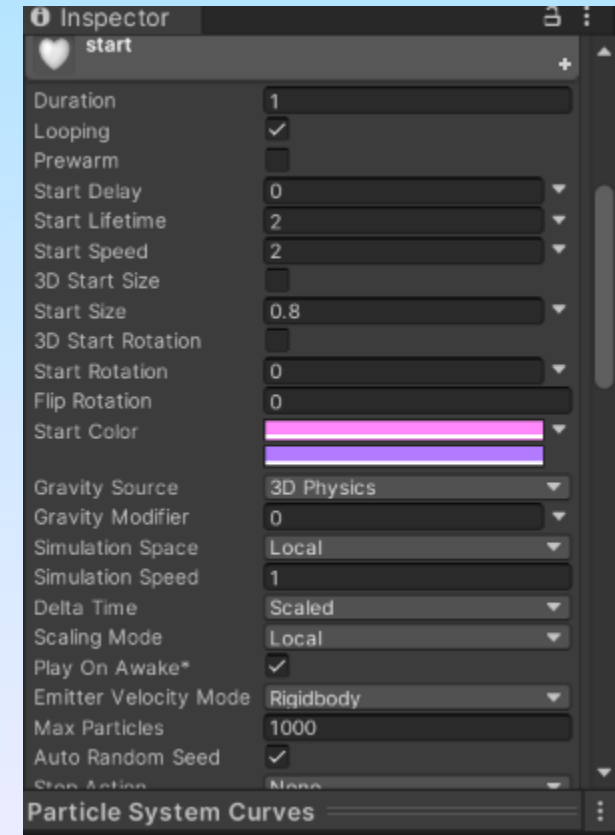 Inspector
start
Duration 1
Looping
Prewarm
Start Delay 0
Start Lifetime 2
Start Speed 2
3D Start Size
Start Size 0.8
3D Start Rotation
Start Rotation 0
Flip Rotation 0
Start Color
Gravity Source 3D Physics
Gravity Modifier 0
Simulation Space Local
Simulation Speed 1
Delta Time Scaled
Scaling Mode Local
Play On Awake*
Emitter Velocity Mode Rigidbody
Max Particles 1000
Auto Random Seed
Stop Action None
Particle System Curves